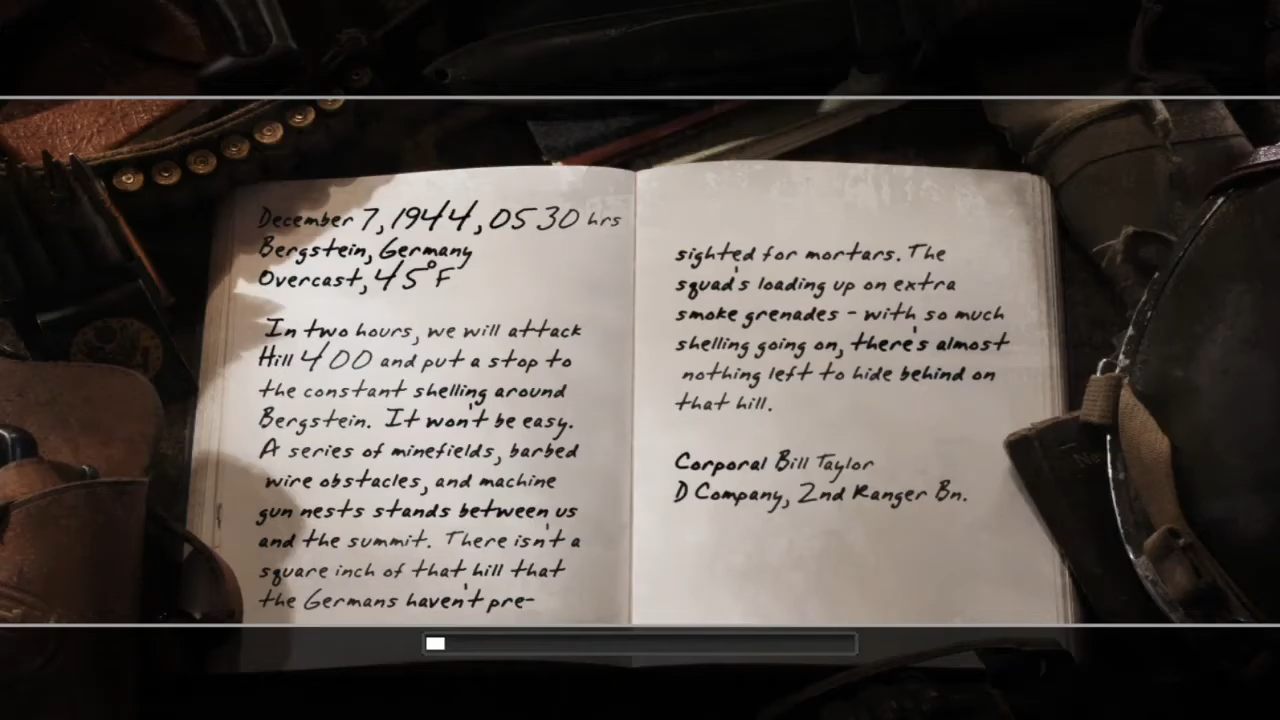 December 7, 1944, 0530 hrs
Bergstein, Germany
Overcast, 45°F
In two hours, we will attack
Hill 400 and put a stop to
the constant shelling around
Bergstein. It won't be easy.
A series of minefields, barbed
wire obstacles, and machine
gun nests stands between us
and the summit. There isn't a
square inch of that hill that
the Germans haven't pre-
sighted for mortars. The
squad's loading up on extra
smoke grenades - with so much
shelling going on, there's almost
nothing left to hide behind on
that hill.
Corporal Bill Taylor
D Company, 2nd Ranger Bn.